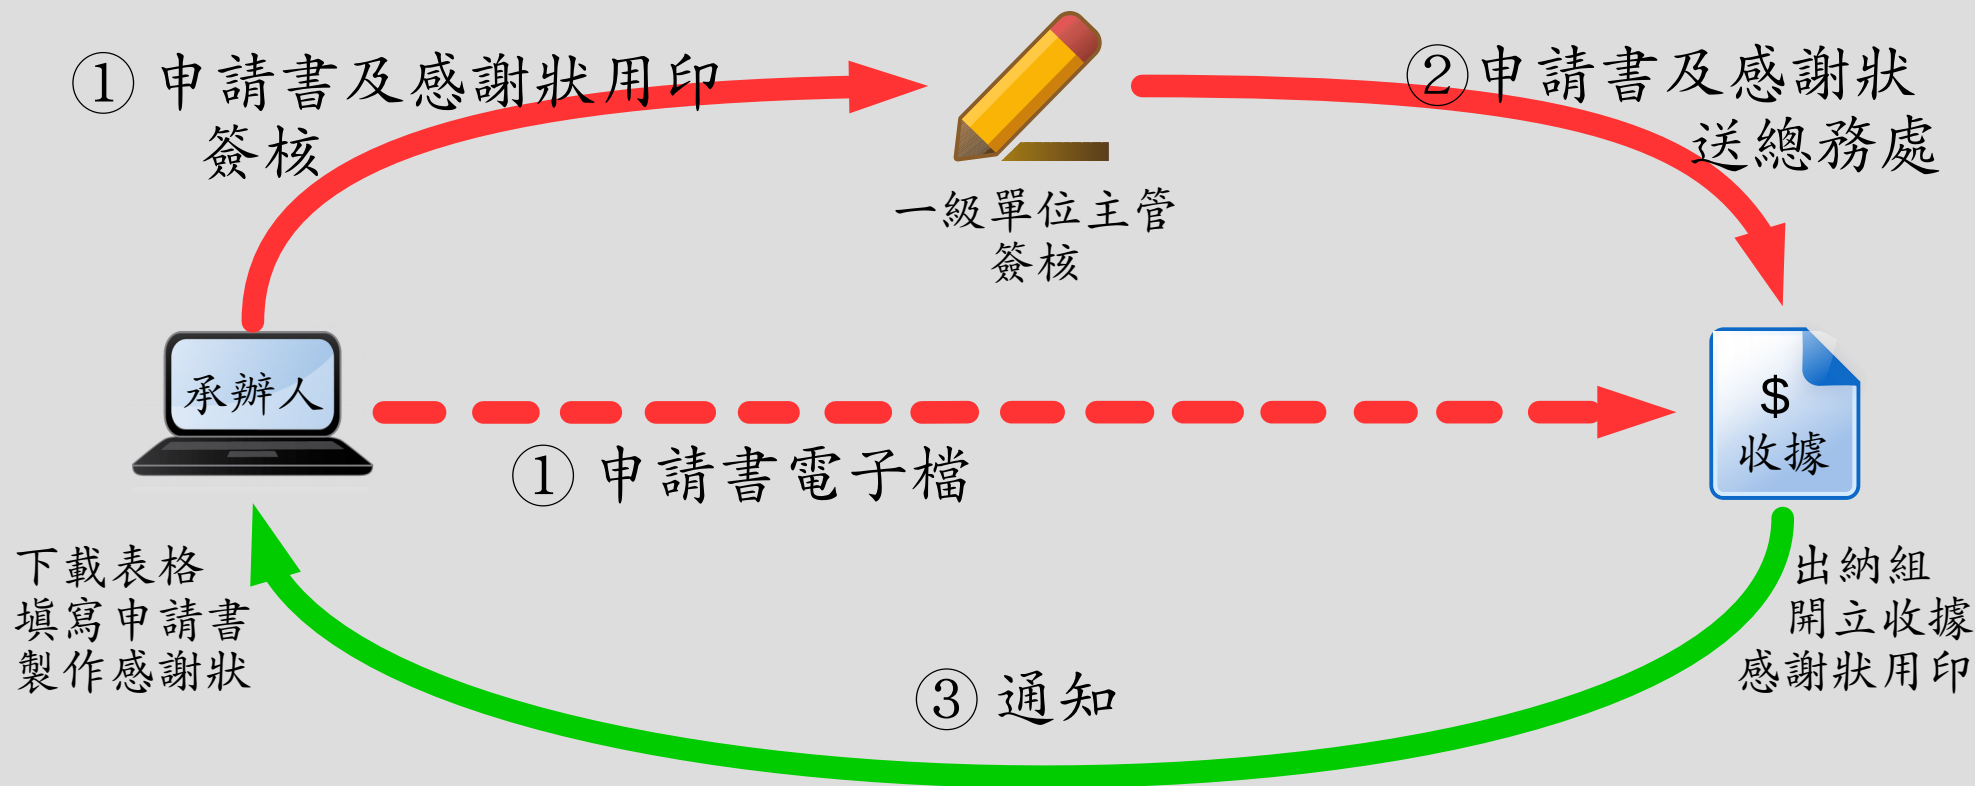 ① 申請書及感謝狀用印
簽核
②申請書及感謝狀
送總務處
一級單位主管
簽核
承辦人
$
收據
① 申請書電子檔
下載表格
填寫申請書
製作感謝狀
出納組
開立收據
感謝狀用印
③ 通知